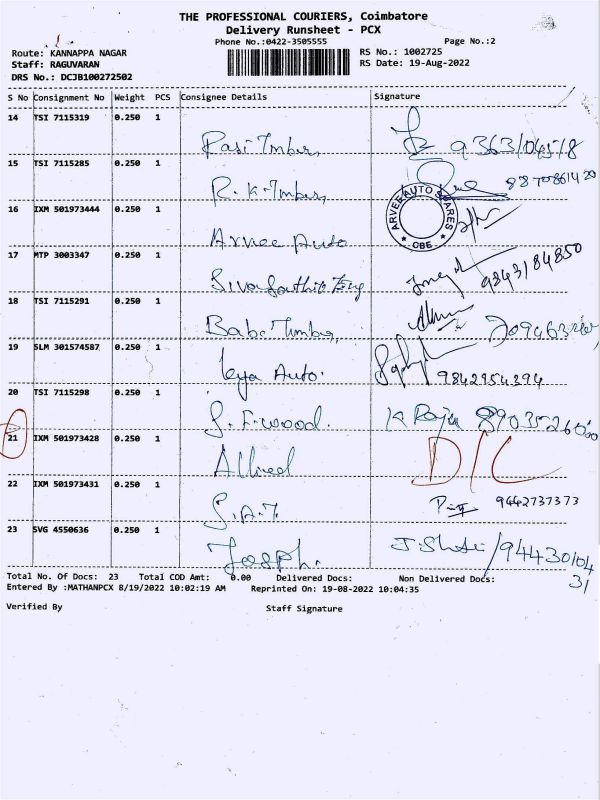 THE PROFESSIONAL COURIERS, Coimbatore
Delivery Runsheet - PCX
Phone No.:0422-3505555 Page No.:2
Route: KANNAPPA NAGAR RS No.: 1002725
Staff: RAGUVARAN RS Date: 19-Aug-2022
DRS No.: DCJB100272502
S No Consignment No Weight PCS Consignee Details Signature
14 TSI 7115319 0.250 1
Pasi Timber,
15 TSI 7115285 0.250 1
R.K. Timber,
16 IXM 501973444 0.250 1
ARVEE AUTO SPARES
CBE
Arvee Auto
17 MTP 3003347 0.250 1
9843184850
18 TSI 7115291 0.250 1
Baba Timber,
19 SLM 301574587 0.250 1
Auto. 9842954394
20 TSI 7115298 0.250 1
wood. K Raja
21 IXM 501973428 0.250 1
Allied D/C
22 IXM 501973431 0.250 1
S.A.T. 9442737373
23 SVG 4550636 0.250 1
Joseph. /94430104
31
Total No. Of Docs: 23 Total COD Amt: 0.00 Delivered Docs: Non Delivered Docs:
Entered By :MATHANPCX 8/19/2022 10:02:19 AM Reprinted On: 19-08-2022 10:04:35
Verified By Staff Signature